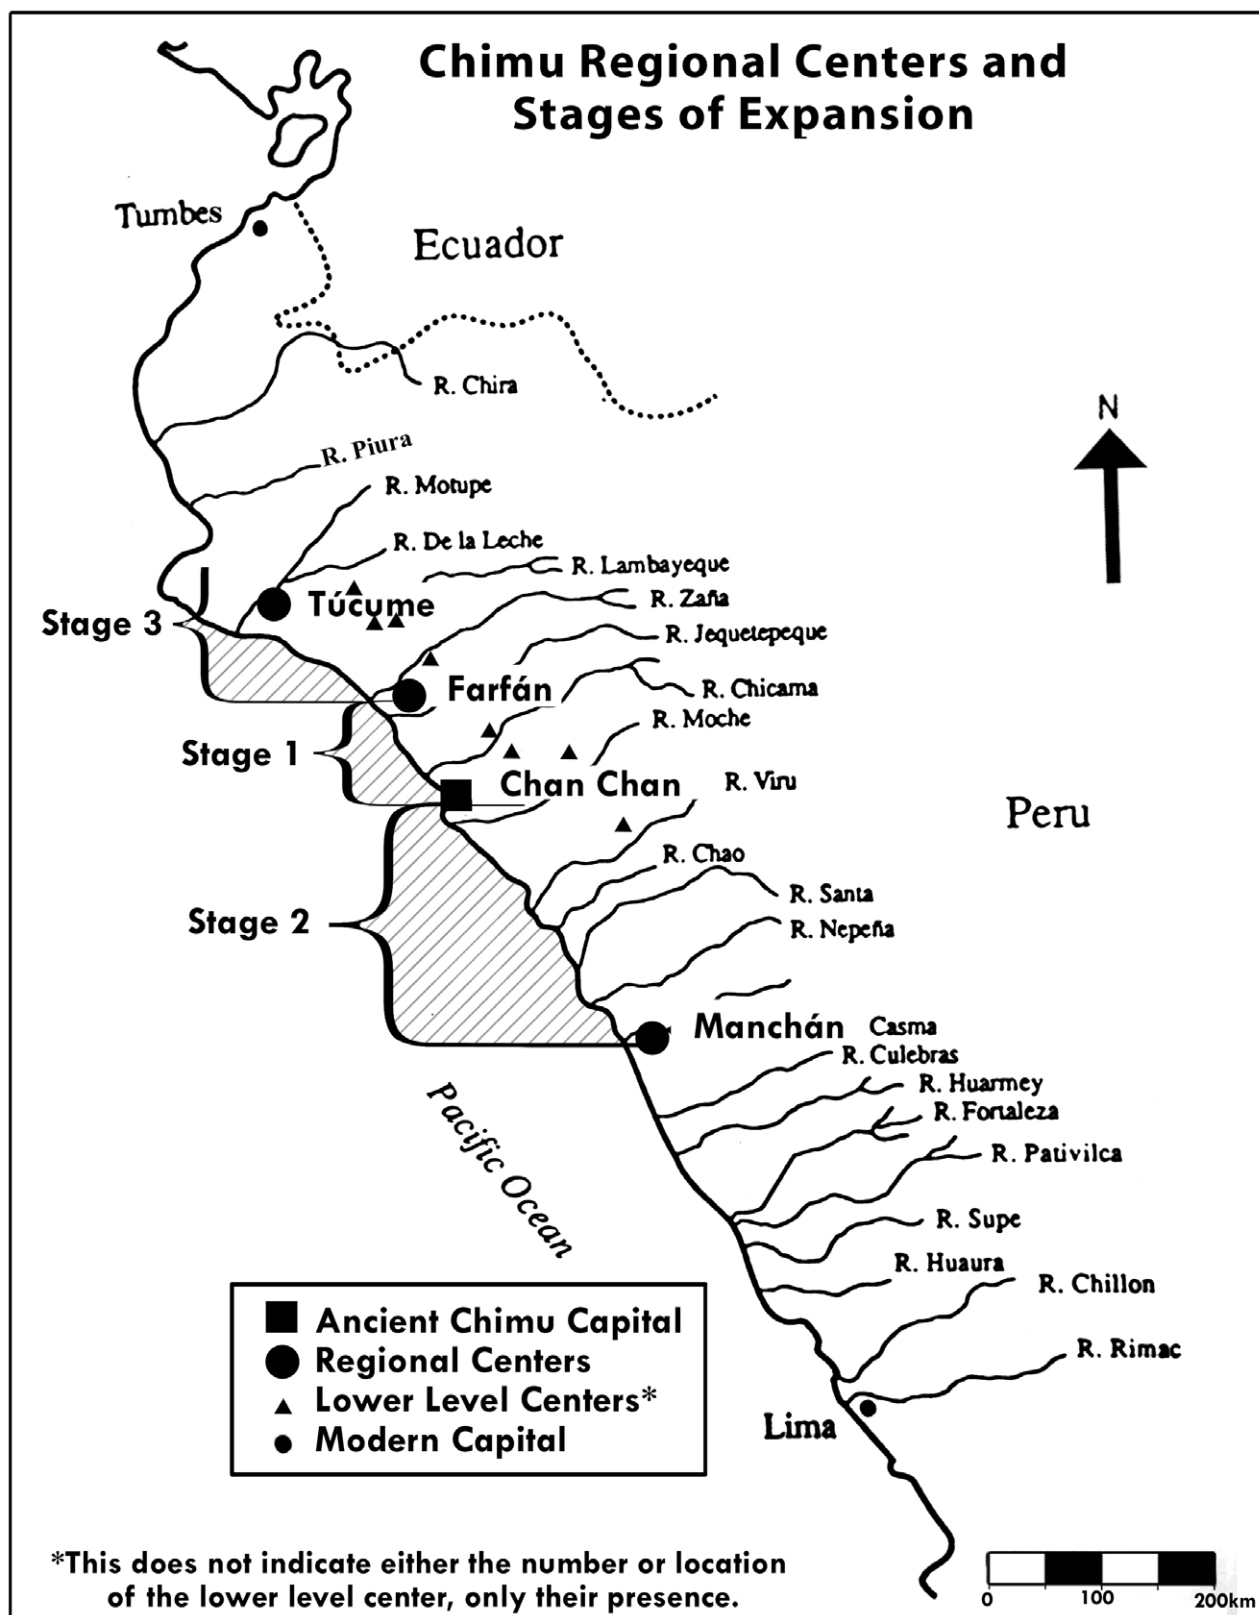 Chimu Regional Centers and
Stages of Expansion
Tumbes
Ecuador
R. Chira
N
R. Piura
R. Motupe
R. De la Leche
R. Lambayeque
R. Zaña
Túcume
Stage 3
R. Jequetepeque
Farfán
R. Chicama
R. Moche
Stage 1
Chan Chan
R. Viru
Peru
R. Chao
R. Santa
Stage 2
R. Nepeña
Manchán
Casma
R. Culebras
R. Huarmey
R. Fortaleza
Pacific Ocean
R. Pativilca
R. Supe
R. Huaura
R. Chillon
R. Rimac
Lima
Ancient Chimu Capital
Regional Centers
Lower Level Centers*
Modern Capital
*This does not indicate either the number or location
of the lower level center, only their presence.
0 100 200km